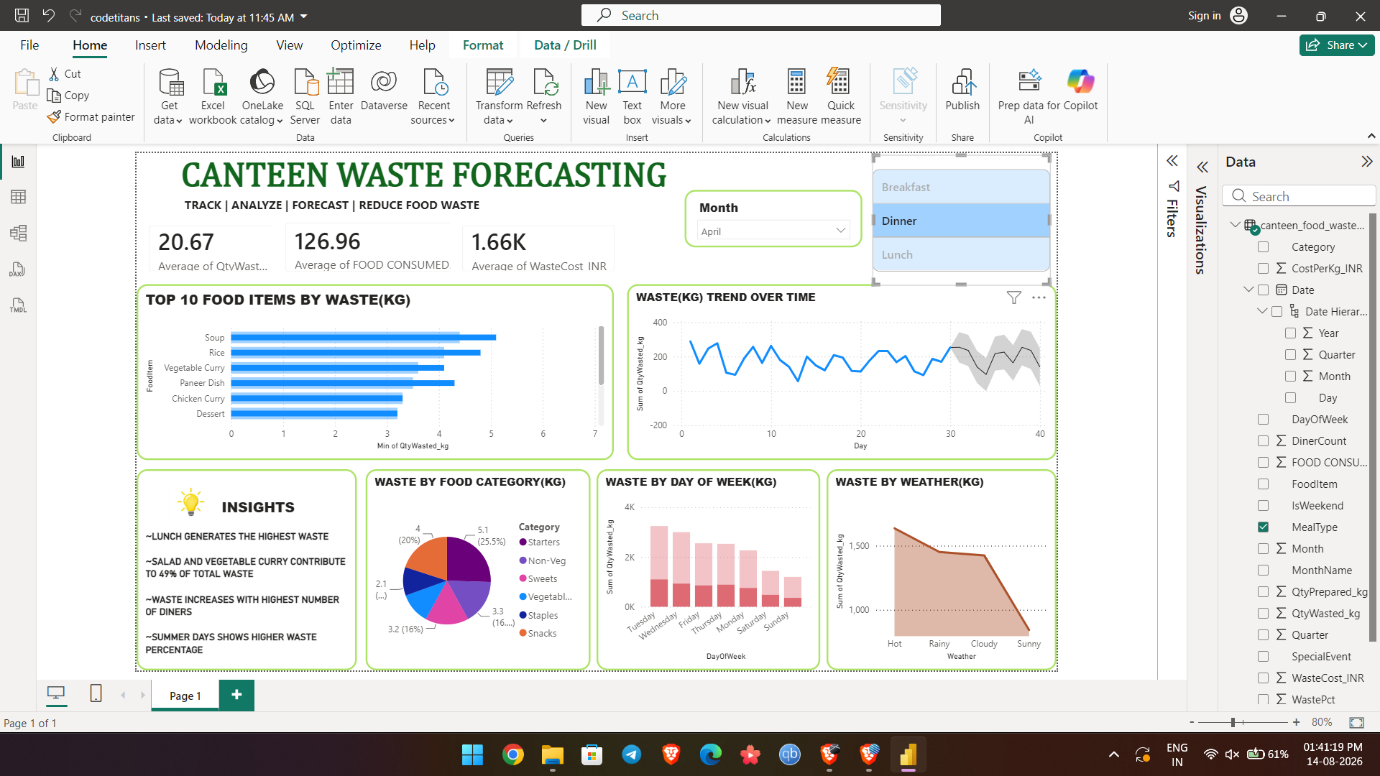 codetitans • Last saved: Today at 11:45 AM
Search
Sign in
File Home Insert Modeling View Optimize Help Format Data / Drill
Share
Paste
Cut
Copy
Format painter
Clipboard
Get data
Excel workbook
OneLake catalog
SQL Server
Enter data
Dataverse
Recent sources
Data
Transform data
Refresh
Queries
New visual
Text box
More visuals
Insert
New visual calculation
New measure
Quick measure
Calculations
Sensitivity
Sensitivity
Publish
Share
Prep data for AI
Copilot
Copilot
CANTEEN WASTE FORECASTING
TRACK | ANALYZE | FORECAST | REDUCE FOOD WASTE
20.67
Average of QtyWast...
126.96
Average of FOOD CONSUMED
1.66K
Average of WasteCost_INR
Month
April
Breakfast
Dinner
Lunch
TOP 10 FOOD ITEMS BY WASTE(KG)
FoodItem
Soup
Rice
Vegetable Curry
Paneer Dish
Chicken Curry
Dessert
0 1 2 3 4 5 6 7
Min of QtyWasted_kg
WASTE(KG) TREND OVER TIME
Sum of QtyWasted_kg
400
200
0
-200
0 10 20 30 40
Day
INSIGHTS
~LUNCH GENERATES THE HIGHEST WASTE
~SALAD AND VEGETABLE CURRY CONTRIBUTE
TO 49% OF TOTAL WASTE
~WASTE INCREASES WITH HIGHEST NUMBER
OF DINERS
~SUMMER DAYS SHOWS HIGHER WASTE
PERCENTAGE
WASTE BY FOOD CATEGORY(KG)
4
(20%)
5.1
(25.5%)
2.1
(...)
3.3
(16....)
3.2 (16%)
Category
Starters
Non-Veg
Sweets
Vegetabl...
Staples
Snacks
WASTE BY DAY OF WEEK(KG)
Sum of QtyWasted_kg
4K
2K
0K
Tuesday
Wednesday
Friday
Thursday
Monday
Saturday
Sunday
DayOfWeek
WASTE BY WEATHER(KG)
Sum of QtyWasted_kg
1,500
1,000
Hot Rainy Cloudy Sunny
Weather
Filters
Visualizations
Data
Search
canteen_food_waste...
Category
CostPerKg_INR
Date
Date Hierar...
Year
Quarter
Month
Day
DayOfWeek
DinerCount
FOOD CONSU...
FoodItem
IsWeekend
MealType
Month
MonthName
QtyPrepared_kg
QtyWasted_kg
Quarter
SpecialEvent
WasteCost_INR
WastePct
Page 1
Page 1 of 1
80%
ENG
IN
61%
01:41:19 PM
14-08-2026